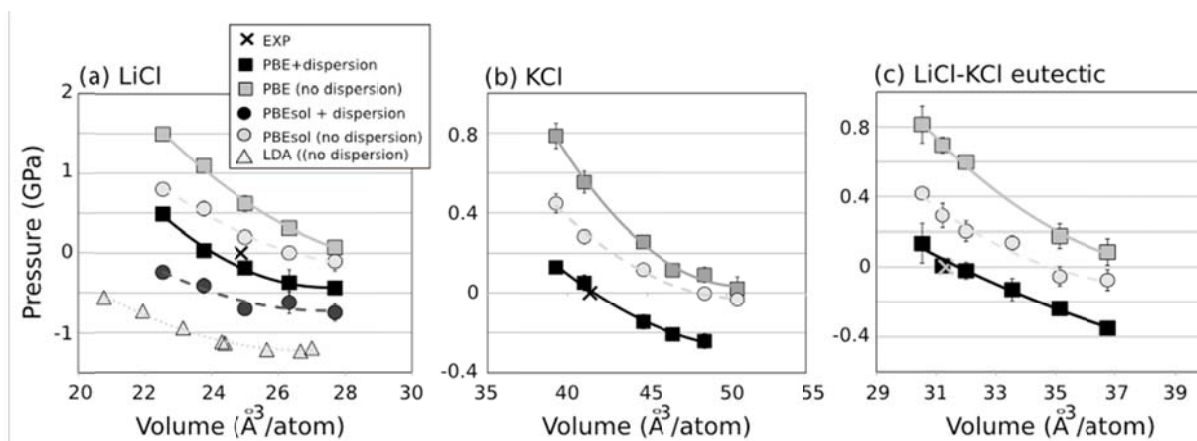 EXP
PBE+dispersion
PBE (no dispersion)
PBEsol + dispersion
PBEsol (no dispersion)
LDA ((no dispersion)
(a) LiCl
(b) KCl
(c) LiCl-KCl eutectic
Pressure (GPa)
2
1
0
-1
20 22 24 26 28 30
Volume (Å³/atom)
0.8
0.4
0
-0.4
35 40 45 50 55
Volume (Å³/atom)
0.8
0.4
0
-0.4
29 31 33 35 37 39
Volume (Å³/atom)